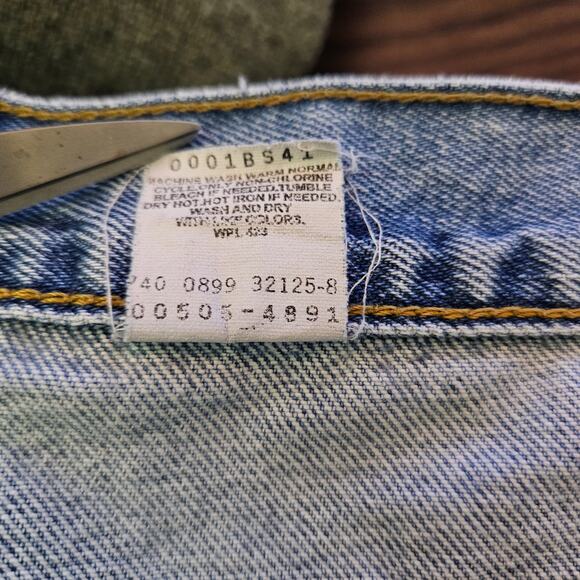 0001BS41
MACHINE WASH WARM NORMAL
CYCLE.ONLY NON-CHLORINE
BLEACH IF NEEDED.TUMBLE
DRY HOT.HOT IRON IF NEEDED.
WASH AND DRY
WITH LIKE COLORS.
WPL 423
P40 0899 32125-8
00505-4891